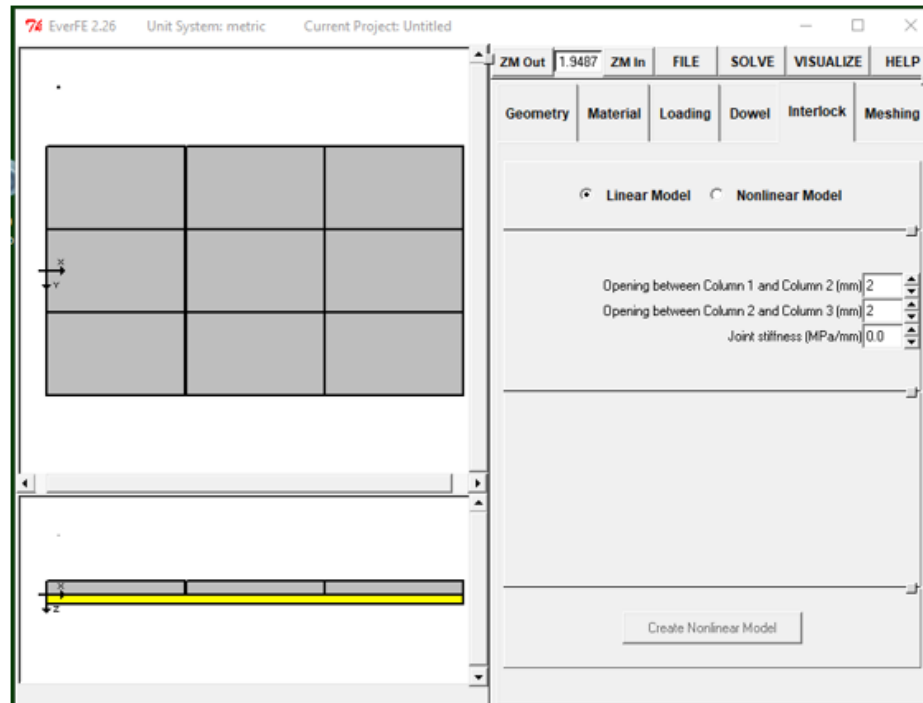 EverFE 2.26 Unit System: metric Current Project: Untitled
ZM Out 1.9487 ZM In FILE SOLVE VISUALIZE HELP
Geometry Material Loading Dowel Interlock Meshing
Linear Model Nonlinear Model
Opening between Column 1 and Column 2 (mm) 2
Opening between Column 2 and Column 3 (mm) 2
Joint stiffness (MPa/mm) 0.0
X
Y
X
Z
Create Nonlinear Model